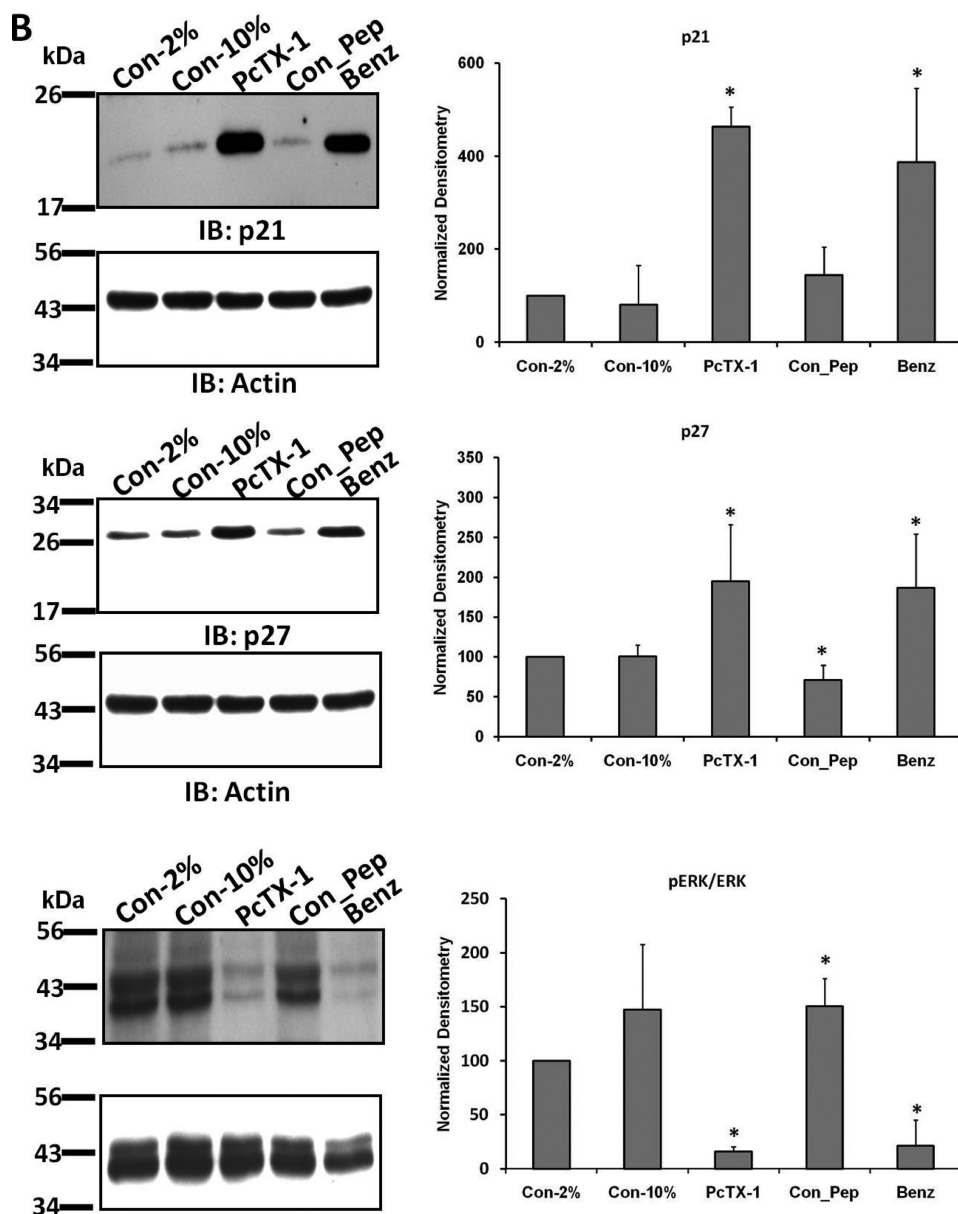 B
kDa
Con-2%
Con-10%
PcTX-1
Con_Pep
Benz
26
17
IB: p21
56
43
34
IB: Actin
p21
Normalized Densitometry
600
400
200
0
*
*
Con-2% Con-10% PcTX-1 Con_Pep Benz
kDa
Con-2%
Con-10%
PcTX-1
Con_Pep
Benz
34
26
17
IB: p27
56
43
34
IB: Actin
p27
Normalized Densitometry
350
300
250
200
150
100
50
0
*
*
*
Con-2% Con-10% PcTX-1 Con_Pep Benz
kDa
Con-2%
Con-10%
PcTX-1
Con_Pep
Benz
56
43
34
56
43
34
pERK/ERK
Normalized Densitometry
250
200
150
100
50
0
*
*
*
Con-2% Con-10% PcTX-1 Con_Pep Benz